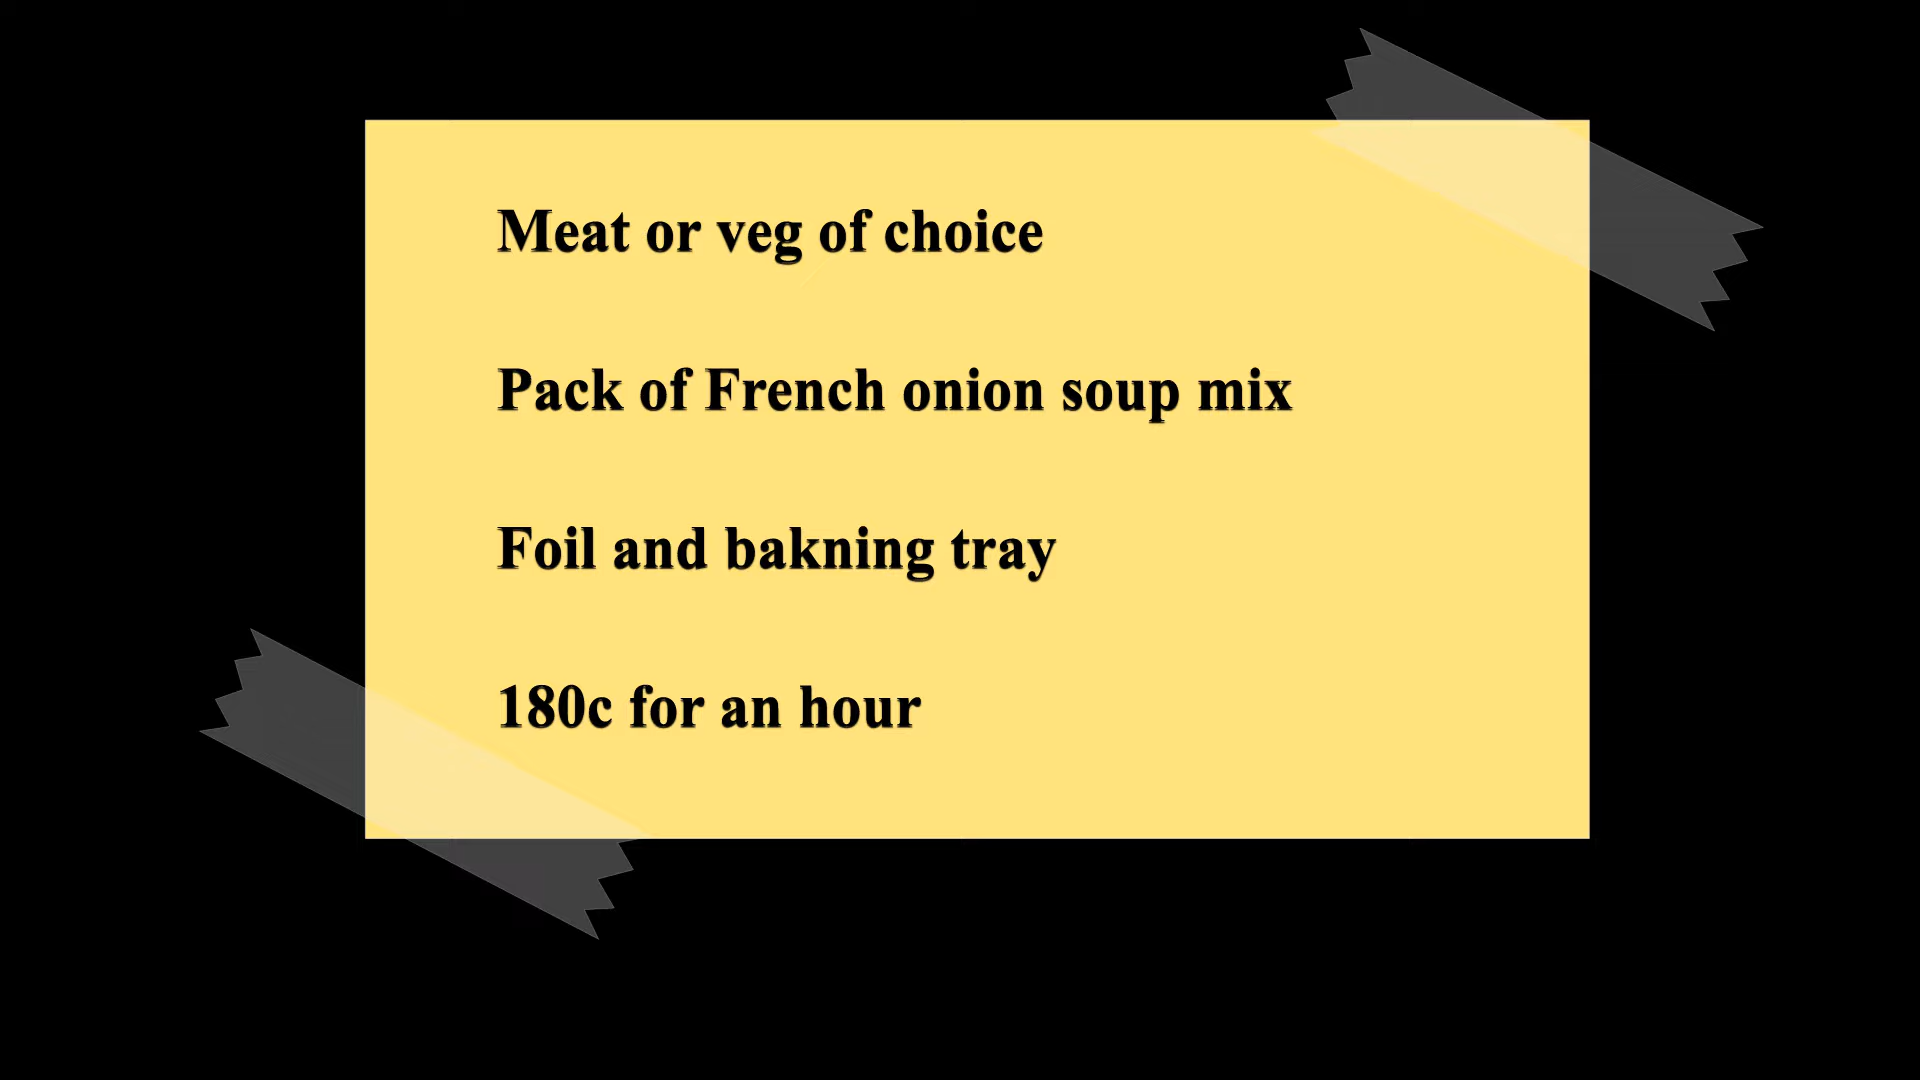 Meat or veg of choice
Pack of French onion soup mix
Foil and bakning tray
180c for an hour